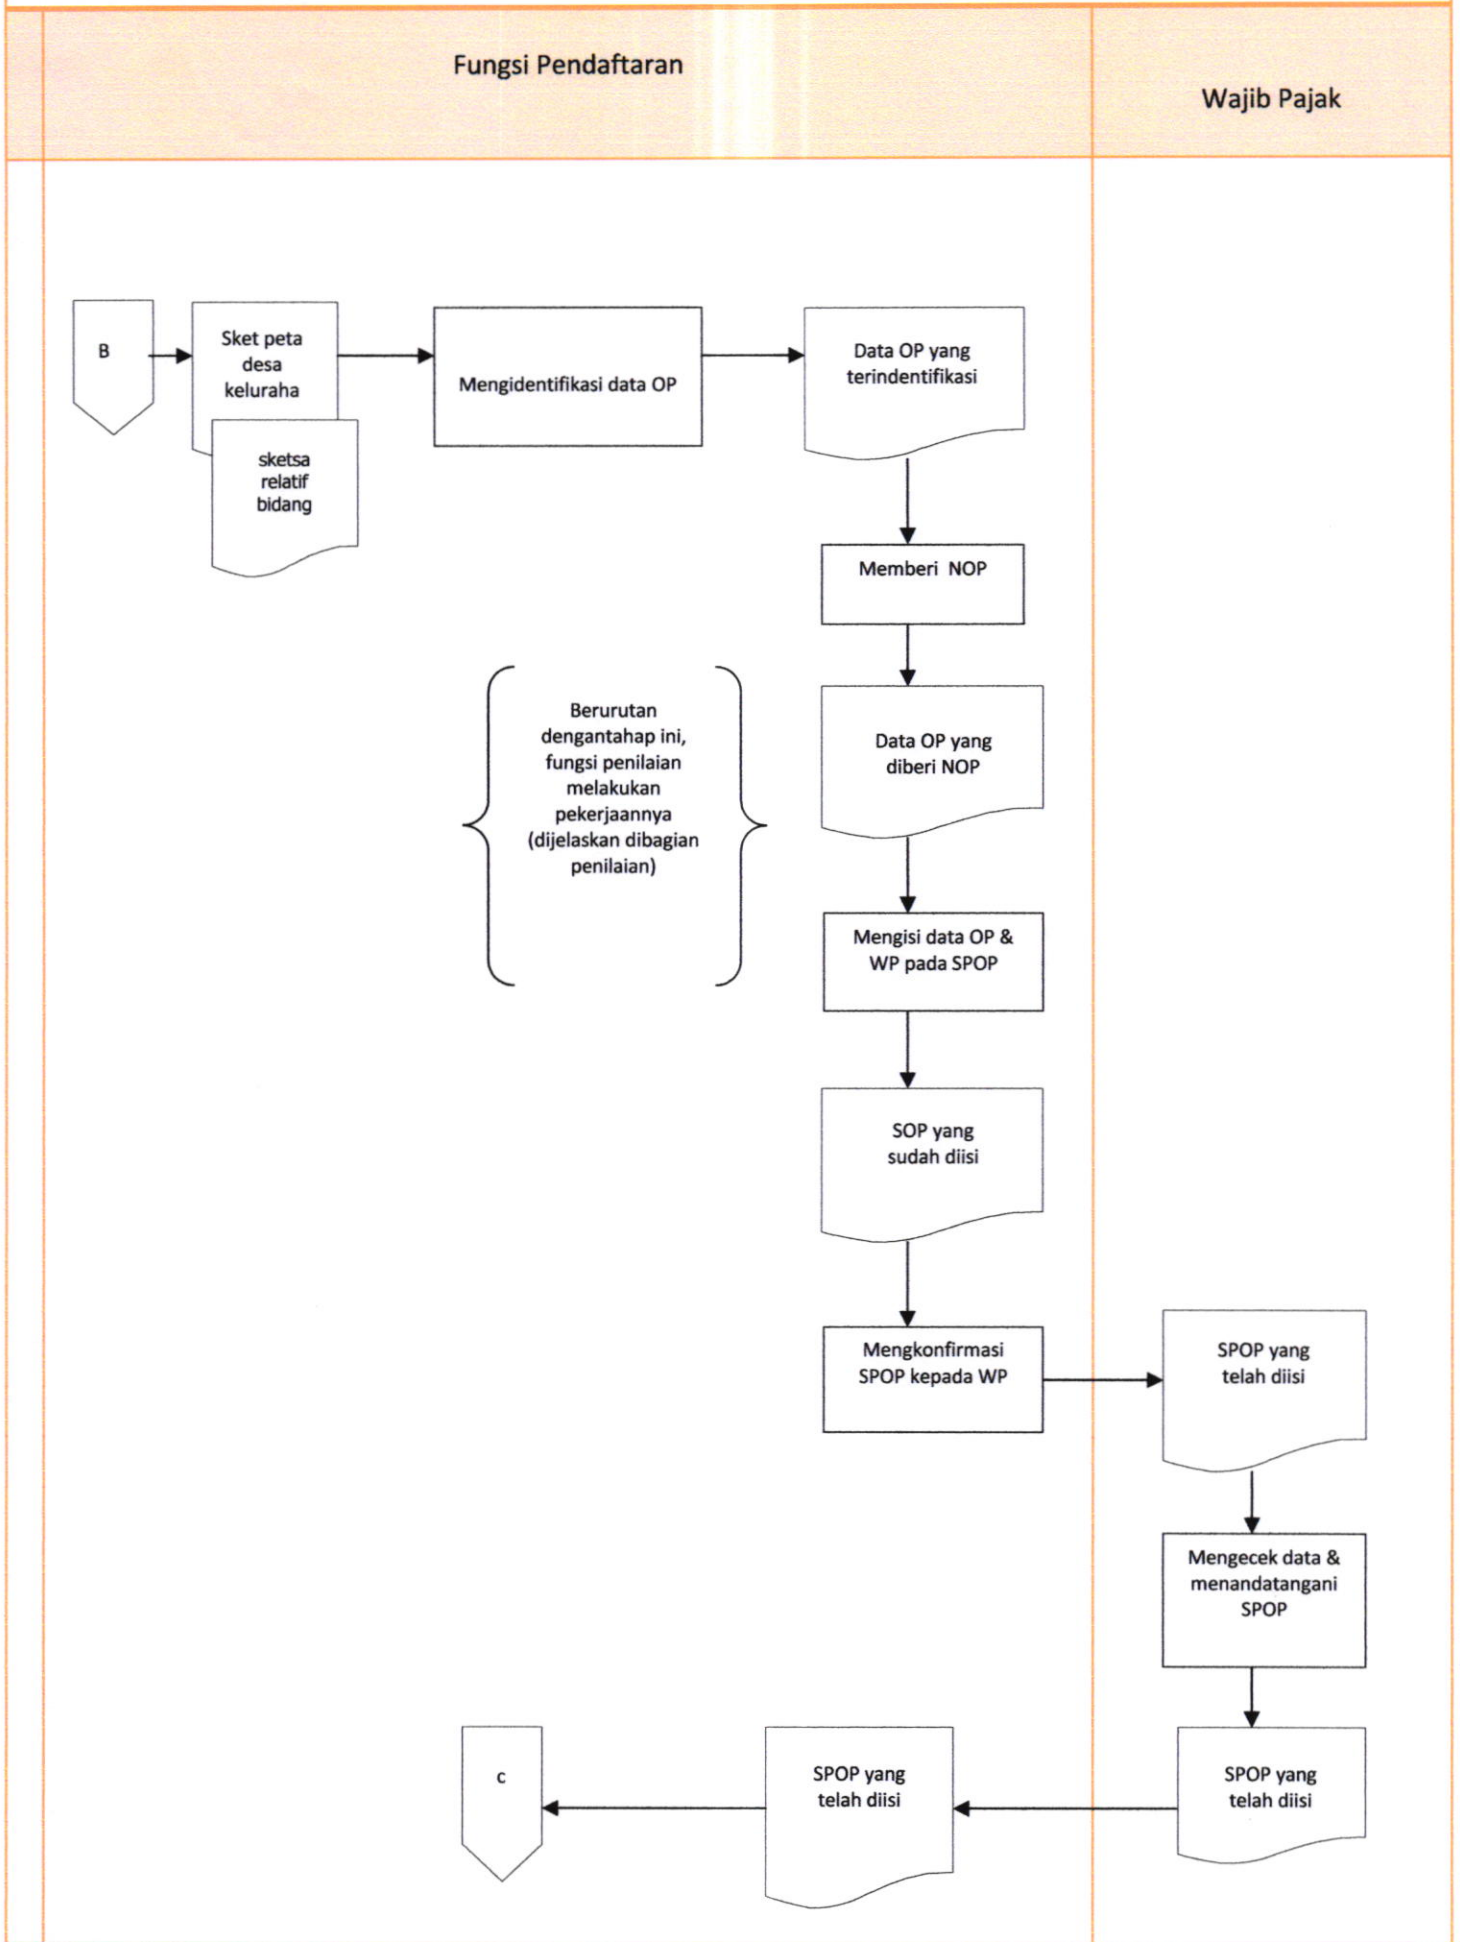 Fungsi Pendaftaran
Wajib Pajak
B
Sket peta
desa
keluraha
sketsa
relatif
bidang
Mengidentifikasi data OP
Data OP yang
terindentifikasi
Memberi  NOP
Berurutan
dengantahap ini,
fungsi penilaian
melakukan
pekerjaannya
(dijelaskan dibagian
penilaian)
Data OP yang
diberi NOP
Mengisi data OP &
WP pada SPOP
SOP yang
sudah diisi
Mengkonfirmasi
SPOP kepada WP
SPOP yang
telah diisi
Mengecek data &
menandatangani
SPOP
SPOP yang
telah diisi
SPOP yang
telah diisi
c